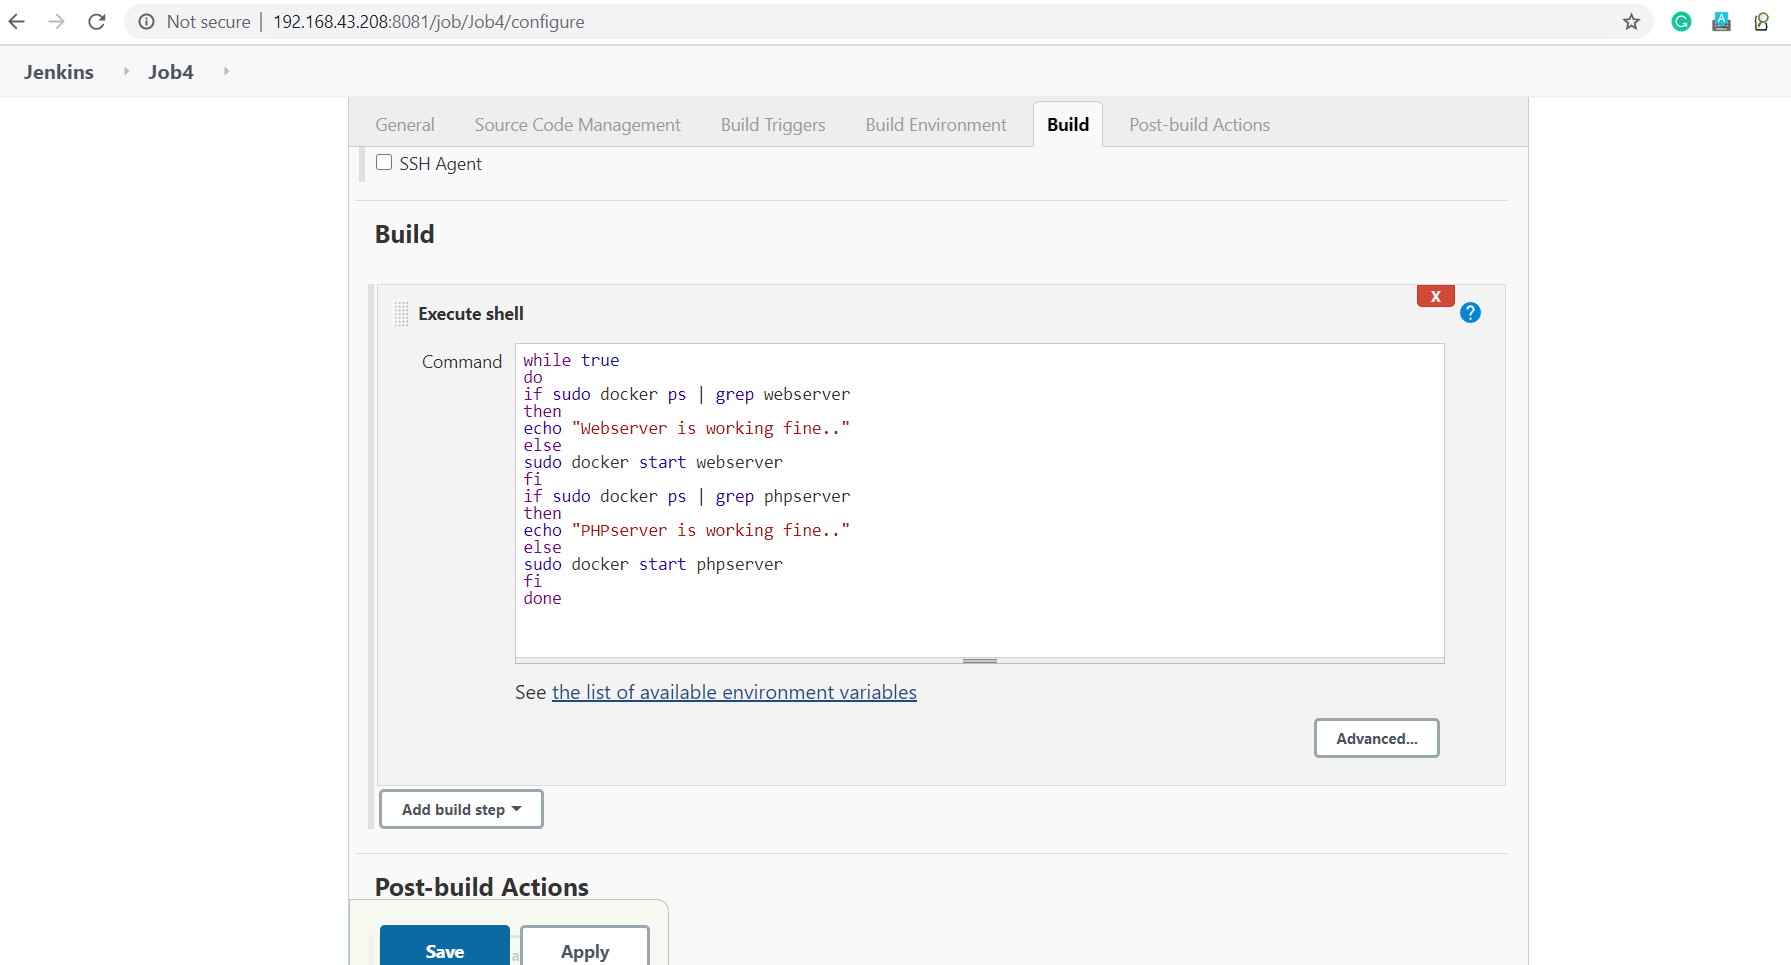 Not secure | 192.168.43.208:8081/job/Job4/configure
Jenkins Job4
General Source Code Management Build Triggers Build Environment Build Post-build Actions
SSH Agent
Build
X
Execute shell ?
Command
while true
do
if sudo docker ps | grep webserver
then
echo "Webserver is working fine.."
else
sudo docker start webserver
fi
if sudo docker ps | grep phpserver
then
echo "PHPserver is working fine.."
else
sudo docker start phpserver
fi
done
See the list of available environment variables
Advanced...
Add build step
Post-build Actions
Save Apply